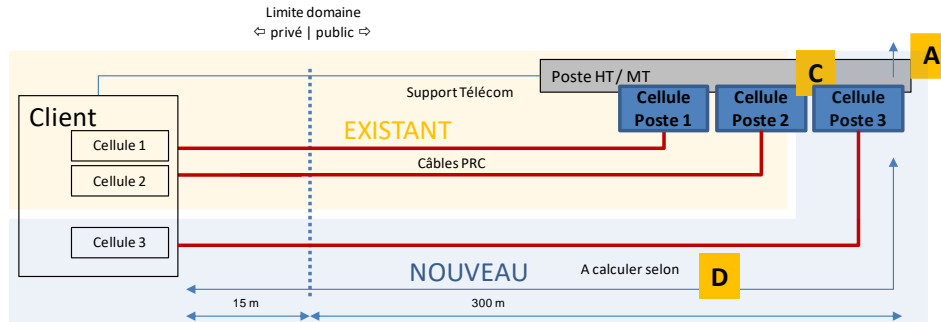 Limite domaine
⇦ privé | public ⇨
A
Poste HT/ MT
C
Support Télécom
Client
Cellule Poste 1
Cellule Poste 2
Cellule Poste 3
EXISTANT
Cellule 1
Câbles PRC
Cellule 2
Cellule 3
NOUVEAU
A calculer selon
D
15 m
300 m